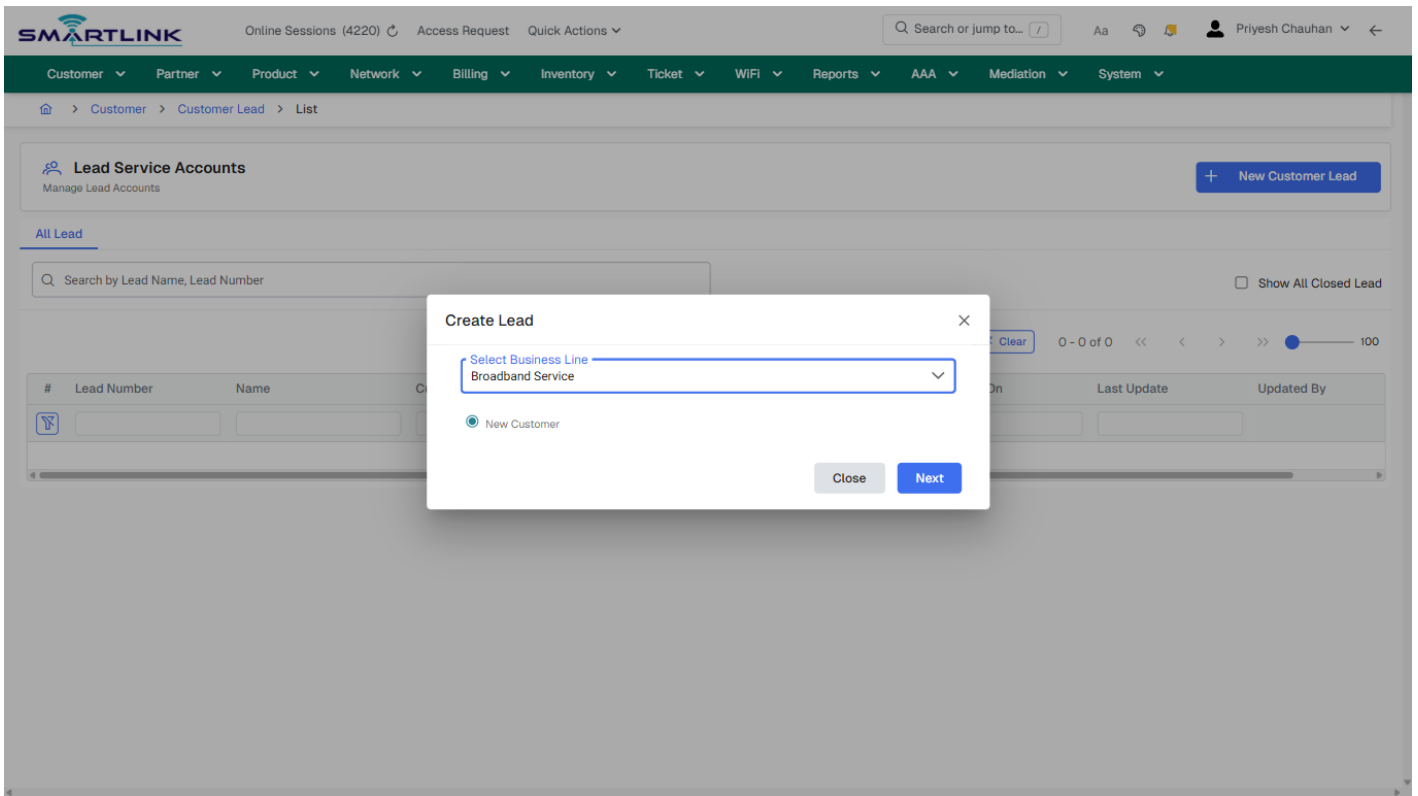 SMARTLINK Online Sessions (4220) Access Request Quick Actions Search or jump to... / Aa Priyesh Chauhan
Customer Partner Product Network Billing Inventory Ticket WiFi Reports AAA Mediation System
Customer > Customer Lead > List
Lead Service Accounts
Manage Lead Accounts
+ New Customer Lead
All Lead
Search by Lead Name, Lead Number
Show All Closed Lead
Clear 0 - 0 of 0 << < > >> 100
# Lead Number Name On Last Update Updated By
Create Lead
Select Business Line
Broadband Service
New Customer
Close Next